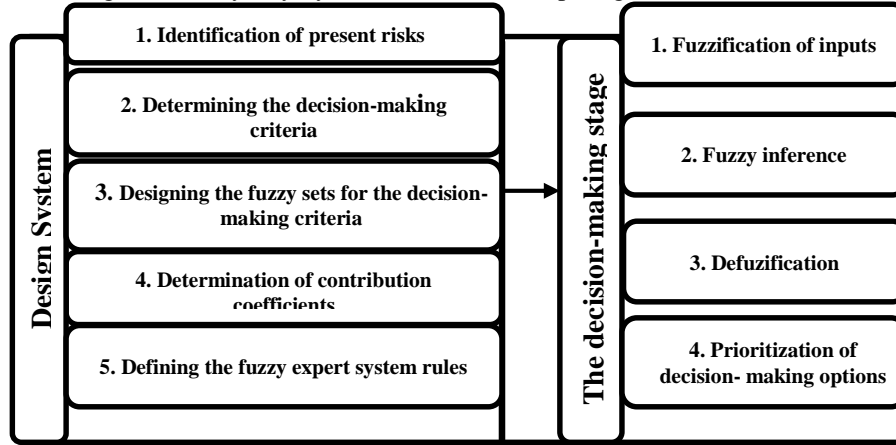 Design System
1. Identification of present risks
2. Determining the decision-making
criteria
3. Designing the fuzzy sets for the decision-
making criteria
4. Determination of contribution
coefficients
5. Defining the fuzzy expert system rules
The decision-making stage
1. Fuzzification of inputs
2. Fuzzy inference
3. Defuzification
4. Prioritization of
decision- making options